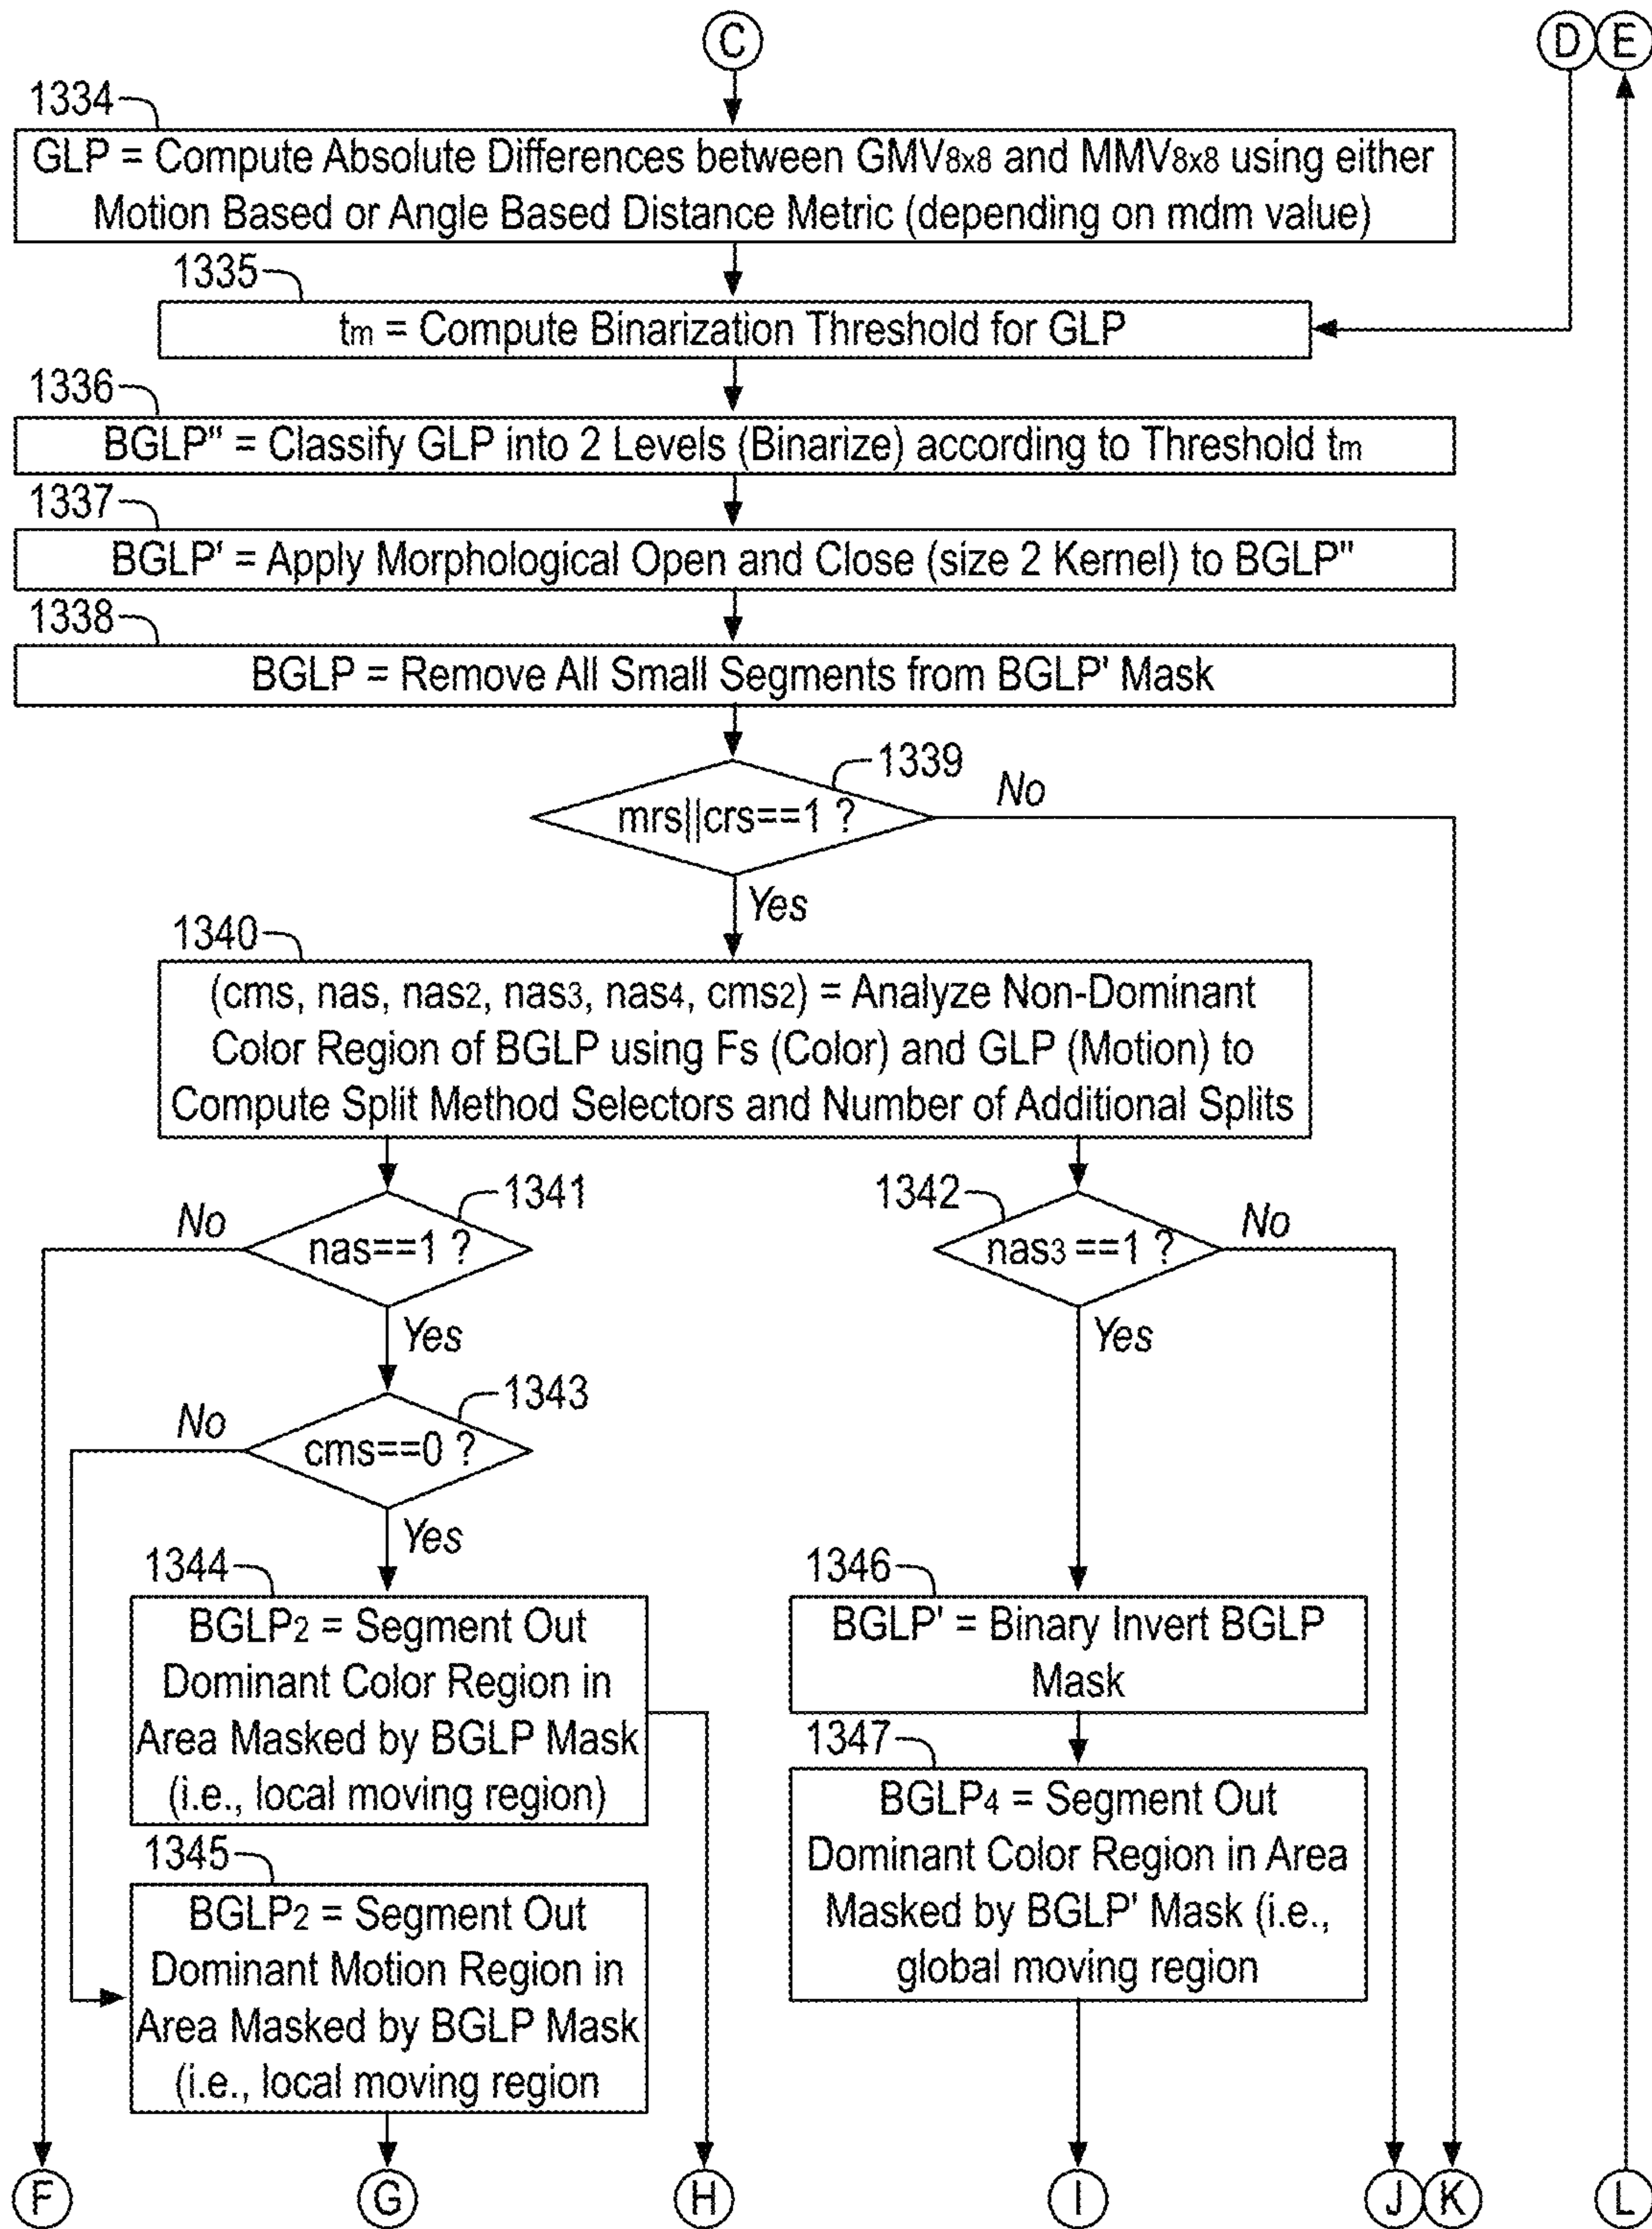 C
D
E
1334
GLP = Compute Absolute Differences between GMV8x8 and MMV8x8 using either
Motion Based or Angle Based Distance Metric (depending on mdm value)
1335
tm = Compute Binarization Threshold for GLP
1336
BGLP" = Classify GLP into 2 Levels (Binarize) according to Threshold tm
1337
BGLP' = Apply Morphological Open and Close (size 2 Kernel) to BGLP"
1338
BGLP = Remove All Small Segments from BGLP' Mask
1339
mrs||crs==1 ?
No
Yes
1340
(cms, nas, nas2, nas3, nas4, cms2) = Analyze Non-Dominant
Color Region of BGLP using Fs (Color) and GLP (Motion) to
Compute Split Method Selectors and Number of Additional Splits
1341
nas==1 ?
No
Yes
1342
nas3 ==1 ?
No
Yes
1343
cms==0 ?
No
Yes
1344
BGLP2 = Segment Out
Dominant Color Region in
Area Masked by BGLP Mask
(i.e., local moving region)
1345
BGLP2 = Segment Out
Dominant Motion Region in
Area Masked by BGLP Mask
(i.e., local moving region
1346
BGLP' = Binary Invert BGLP
Mask
1347
BGLP4 = Segment Out
Dominant Color Region in Area
Masked by BGLP' Mask (i.e.,
global moving region
F
G
H
I
J
K
L